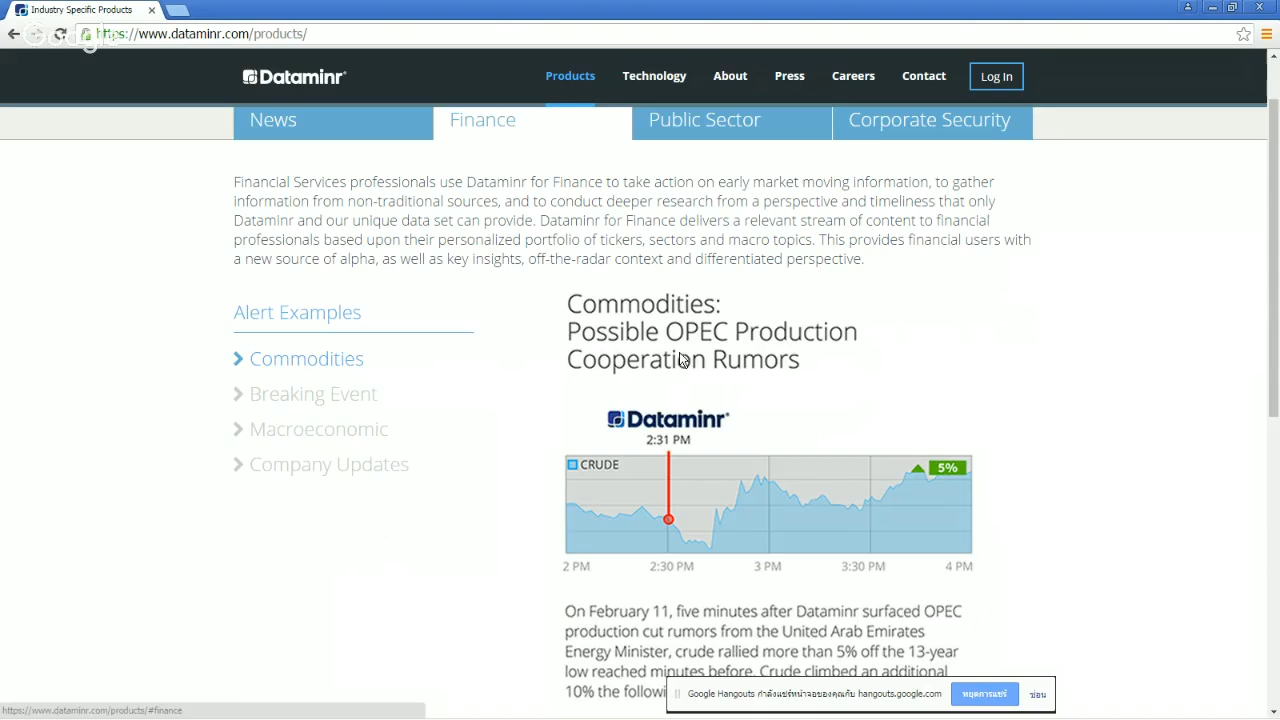 Industry Specific Products
https://www.dataminr.com/products/
Google
Dataminr
Products
Technology
About
Press
Careers
Contact
Log In
News
Finance
Public Sector
Corporate Security
Financial Services professionals use Dataminr for Finance to take action on early market moving information, to gather
information from non-traditional sources, and to conduct deeper research from a perspective and timeliness that only
Dataminr and our unique data set can provide. Dataminr for Finance delivers a relevant stream of content to financial
professionals based upon their personalized portfolio of tickers, sectors and macro topics. This provides financial users with
a new source of alpha, as well as key insights, off-the-radar context and differentiated perspective.
Alert Examples
Commodities
Breaking Event
Macroeconomic
Company Updates
Commodities:
Possible OPEC Production
Cooperation Rumors
Dataminr
2:31 PM
CRUDE
5%
2 PM
2:30 PM
3 PM
3:30 PM
4 PM
On February 11, five minutes after Dataminr surfaced OPEC
production cut rumors from the United Arab Emirates
Energy Minister, crude rallied more than 5% off the 13-year
low reached minutes before. Crude climbed an additional
10% the
Google Hangouts กำลังแชร์หน้าจอของคุณกับ hangouts.google.com
หยุดการแชร์
ซ่อน
https://www.dataminr.com/products/#finance